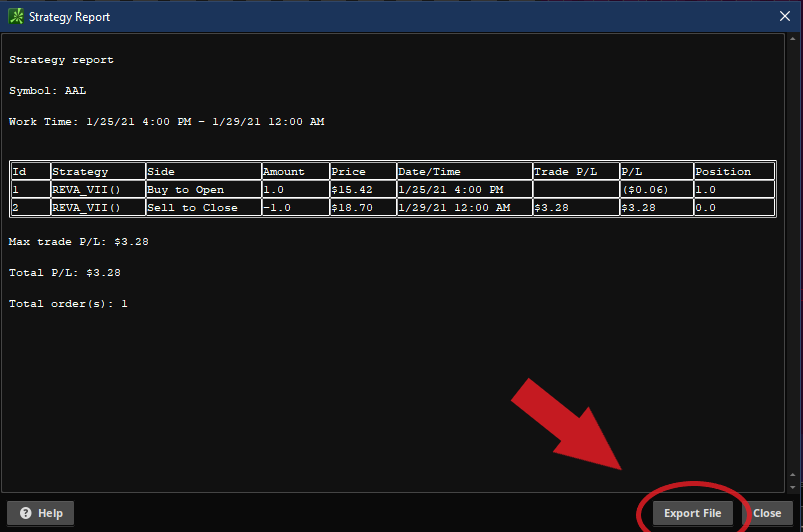 Strategy Report
Strategy report
Symbol: AAL
Work Time: 1/25/21 4:00 PM - 1/29/21 12:00 AM
Id Strategy Side Amount Price Date/Time Trade P/L P/L Position
1 REVA_VII() Buy to Open 1.0 $15.42 1/25/21 4:00 PM ($0.06) 1.0
2 REVA_VII() Sell to Close -1.0 $18.70 1/29/21 12:00 AM $3.28 $3.28 0.0
Max trade P/L: $3.28
Total P/L: $3.28
Total order(s): 1
? Help Export File Close